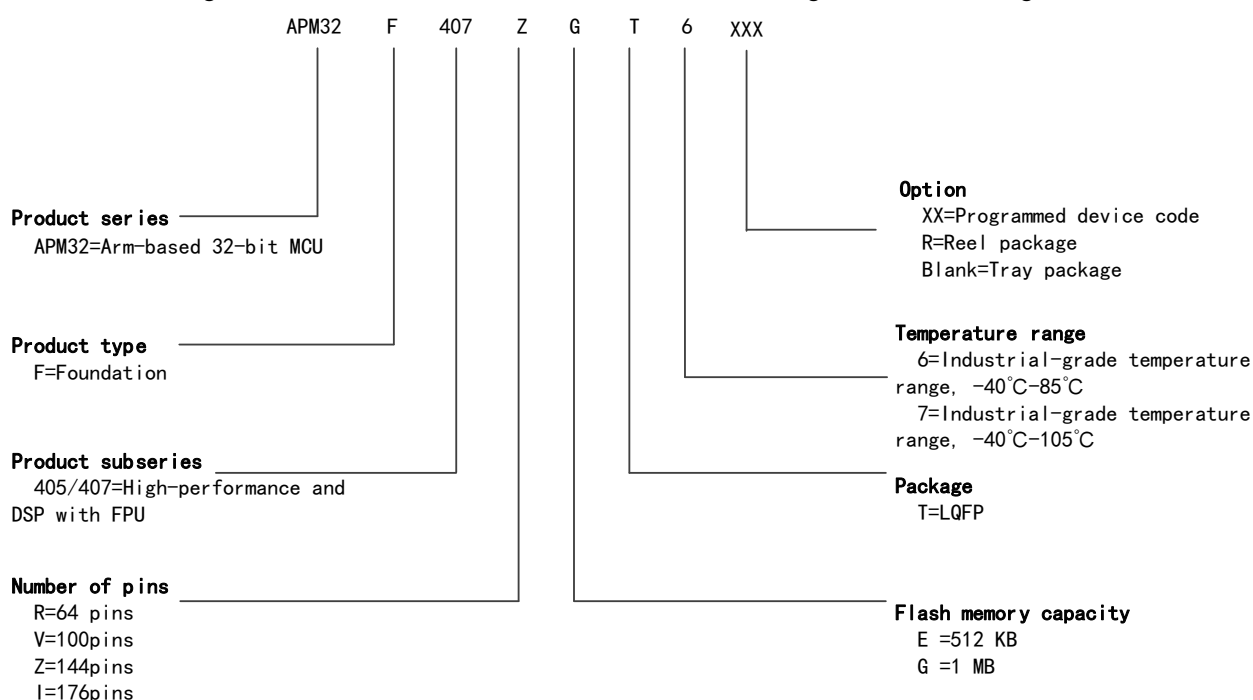 APM32 F 407 Z G T 6 XXX
Product series
APM32=Arm-based 32-bit MCU
Product type
F=Foundation
Product subseries
405/407=High-performance and
DSP with FPU
Number of pins
R=64 pins
V=100pins
Z=144pins
I=176pins
Option
XX=Programmed device code
R=Reel package
Blank=Tray package
Temperature range
6=Industrial-grade temperature
range, -40℃-85℃
7=Industrial-grade temperature
range, -40℃-105℃
Package
T=LQFP
Flash memory capacity
E =512 KB
G =1 MB